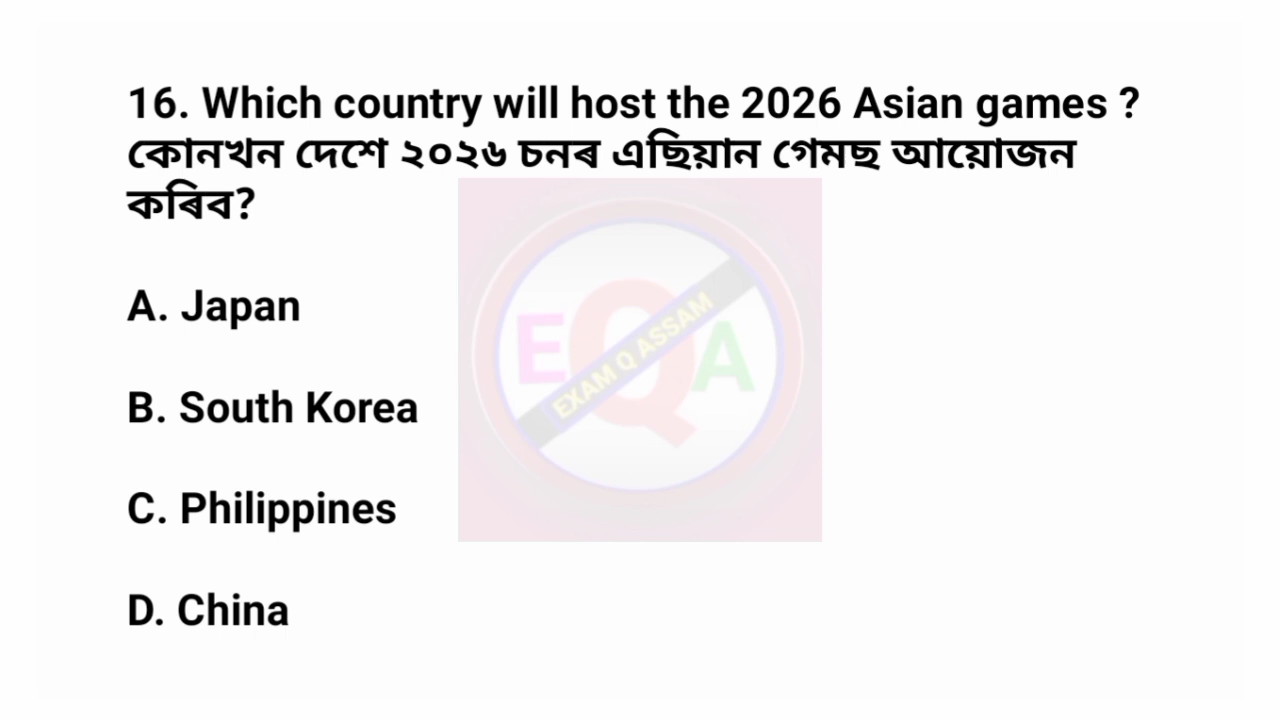 16. Which country will host the 2026 Asian games ?
কোনখন দেশে ২০২৬ চনৰ এছিয়ান গেমছ আয়োজন
কৰিব?
A. Japan
EQA
EXAM Q ASSAM
B. South Korea
C. Philippines
D. China